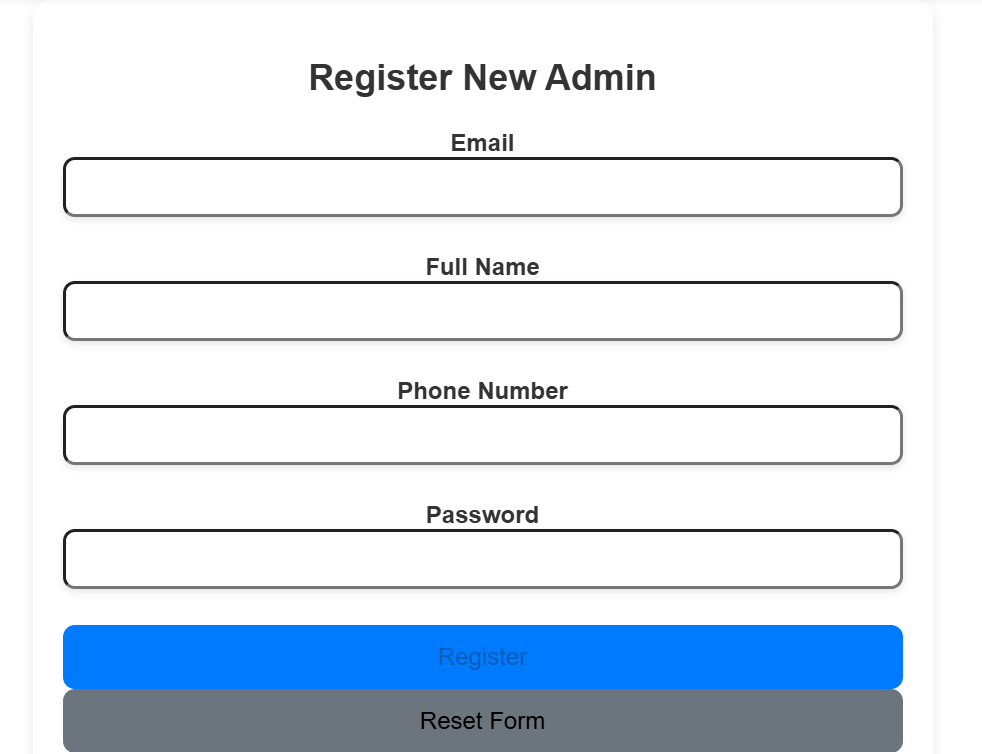 Register New Admin
Email
Full Name
Phone Number
Password
Register
Reset Form